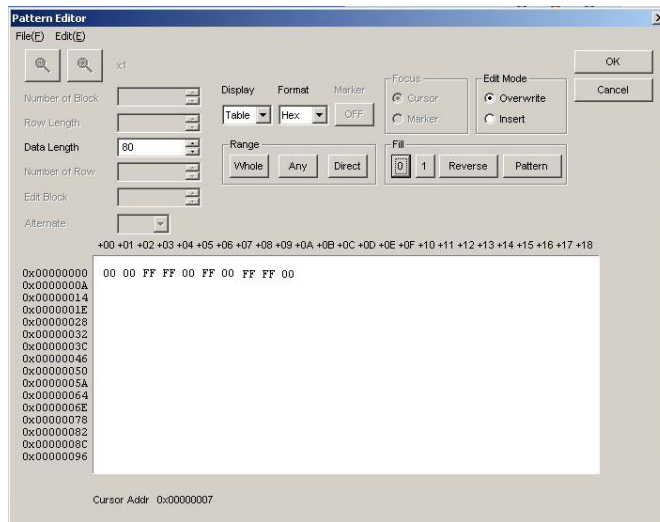 Pattern Editor
File(F) Edit(E)
x1
Number of Block
Row Length
Data Length 80
Number of Row
Edit Block
Alternate
Display Format Marker
Table Hex OFF
Focus
Cursor
Marker
Edit Mode
Overwrite
Insert
OK
Cancel
Range
Whole Any Direct
Fill
0 1 Reverse Pattern
+00 +01 +02 +03 +04 +05 +06 +07 +08 +09 +0A +0B +0C +0D +0E +0F +10 +11 +12 +13 +14 +15 +16 +17 +18
0x00000000 00 00 FF FF 00 FF 00 FF FF 00
0x0000000A
0x00000014
0x0000001E
0x00000028
0x00000032
0x0000003C
0x00000046
0x00000050
0x0000005A
0x00000064
0x0000006E
0x00000078
0x00000082
0x0000008C
0x00000096
Cursor Addr 0x00000007